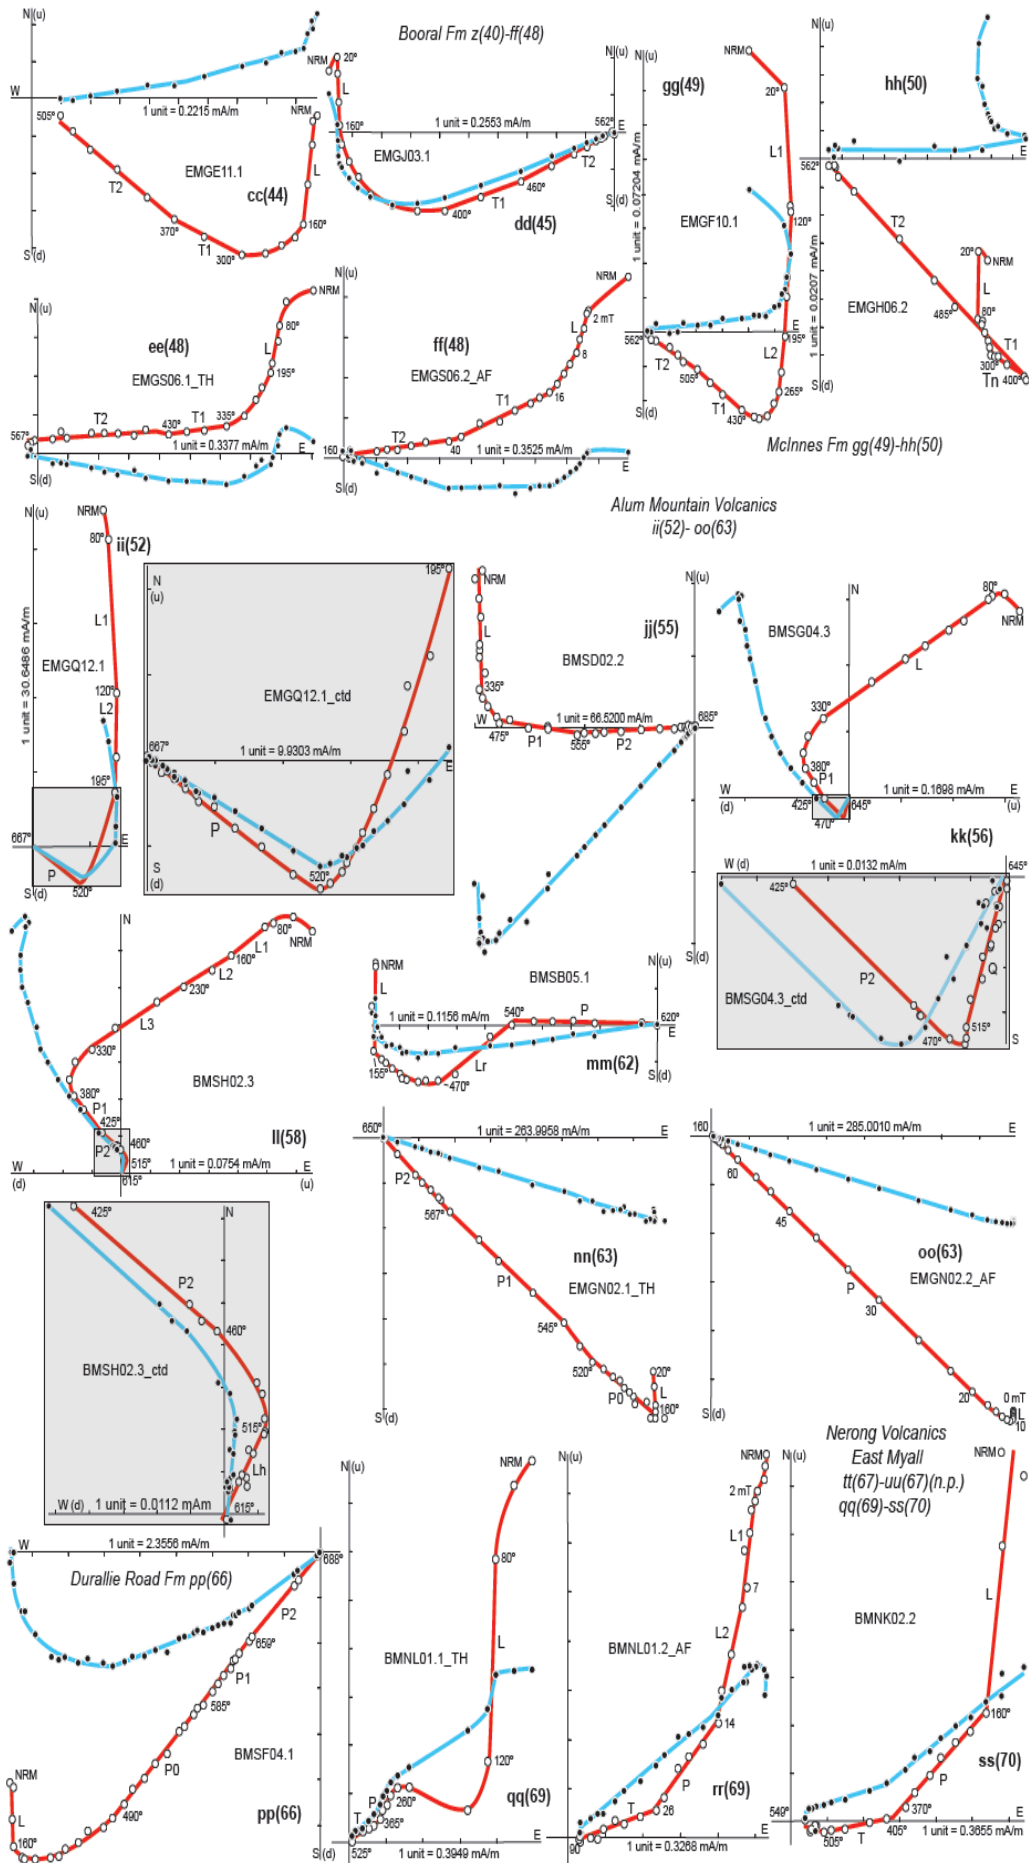 Booral Fm z(40)-ff(48)
N(u)
W
505°
1 unit = 0.2215 mA/m
NRM
EMGE11.1
T2
L
cc(44)
370°
T1
300°
160°
S(d)
N(u)
20°
NRM
L
160°
1 unit = 0.2553 mA/m
562°
E
EMGJ03.1
T2
460°
T1
400°
dd(45)
S(d)
NRM
gg(49)
20°
L1
1 unit = 0.07204 mA/m
EMGF10.1
120°
562°
E
195°
T2
505°
L2
265°
T1
430°
S(d)
N(u)
hh(50)
E
562°
T2
20°
NRM
1 unit = 0.0207 mA/m
EMGH06.2
L
485°
80°
T1
300°
Tn
400°
S(d)
McInnes Fm gg(49)-hh(50)
N(u)
NRM
80°
ee(48)
L
EMGS06.1_TH
195°
T2
430°
T1
335°
567°
1 unit = 0.3377 mA/m
E
S(d)
N(u)
NRM
2 mT
ff(48)
L
EMGS06.2_AF
8
T1
16
T2
160
40
1 unit = 0.3525 mA/m
E
S(d)
Alum Mountain Volcanics
ii(52)- oo(63)
N(u)
NRM
80°
ii(52)
L1
1 unit = 30.6486 mA/m
EMGQ12.1
120°
L2
195°
667°
E
P
520°
S(d)
N
(u)
195°
EMGQ12.1_ctd
667°
1 unit = 9.9303 mA/m
E
P
520°
S
(d)
N(u)
NRM
jj(55)
L
BMSD02.2
335°
W
475°
1 unit = 66.5200 mA/m
685°
P1
555°
P2
S(d)
N
80°
BMSG04.3
NRM
L
330°
380°
P1
W
(d)
425°
1 unit = 0.1698 mA/m
E
(u)
645°
470°
kk(56)
W (d)
1 unit = 0.0132 mA/m
645°
425°
P2
Q
BMSG04.3_ctd
515°
470°
S
N
L1
80°
NRM
160°
L2
230°
L3
330°
BMSH02.3
380°
P1
425°
460°
P2
ll(58)
W
(d)
515°
1 unit = 0.0754 mA/m
E
(u)
615°
N(u)
NRM
L
BMSB05.1
1 unit = 0.1156 mA/m
540°
P
620°
E
155°
Lr
470°
mm(62)
S(d)
425°
N
P2
460°
BMSH02.3_ctd
515°
Lh
W (d)
1 unit = 0.0112 mAm
615°
650°
1 unit = 263.9958 mA/m
E
P2
567°
nn(63)
P1
EMGN02.1_TH
545°
520°
P0
20°
L
160°
S(d)
160
1 unit = 285.0010 mA/m
E
60
45
oo(63)
EMGN02.2_AF
P
30
20
0 mT
10
S(d)
Nerong Volcanics
East Myall
tt(67)-uu(67)(n.p.)
qq(69)-ss(70)
W
1 unit = 2.3556 mA/m
688°
Durallie Road Fm pp(66)
P2
659°
P1
585°
BMSF04.1
NRM
P0
L
490°
160°
pp(66)
S(d)
N(u)
NRM
80°
BMNL01.1_TH
L
120°
P
260°
T
365°
qq(69)
525°
1 unit = 0.3949 mA/m
E
N(u)
NRM
2 mT
L1
7
BMNL01.2_AF
L2
14
P
rr(69)
26
T
90
1 unit = 0.3268 mA/m
E
N(u)
NRM
L
BMNK02.2
160°
ss(70)
P
370°
549°
405°
E
505°
T
1 unit = 0.3655 mA/m